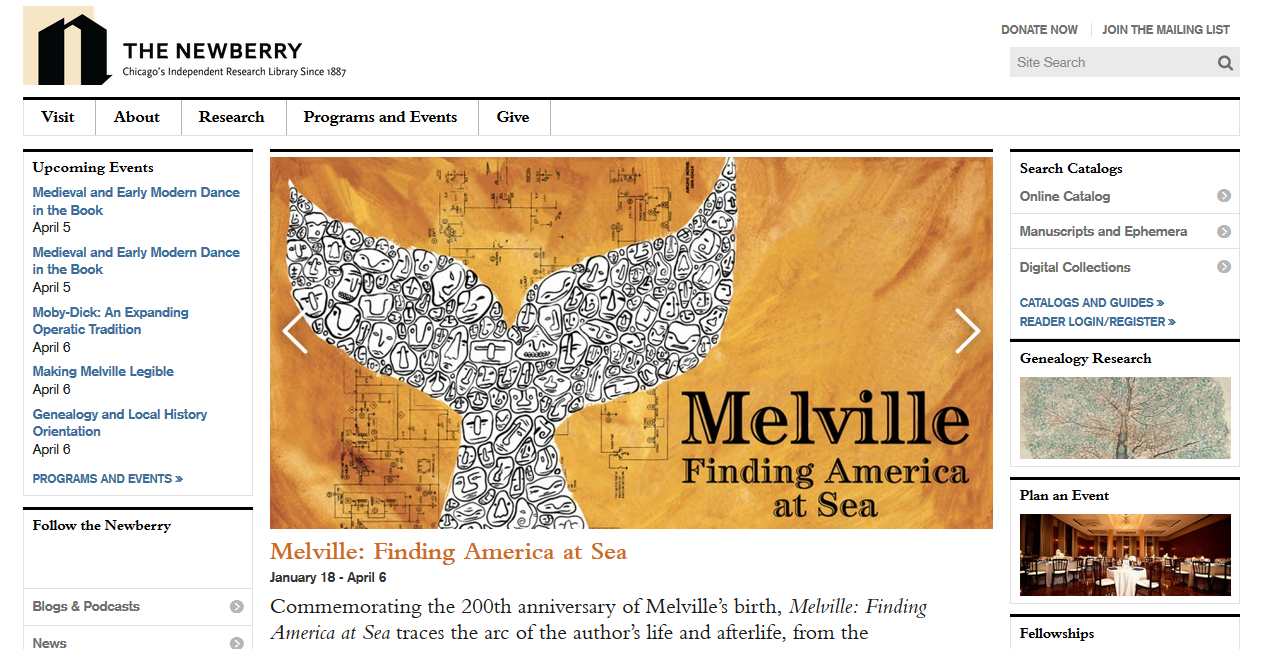 THE NEWBERRY
Chicago's Independent Research Library Since 1887
DONATE NOW
JOIN THE MAILING LIST
Site Search
Visit
About
Research
Programs and Events
Give
Upcoming Events
Medieval and Early Modern Dance
in the Book
April 5
Medieval and Early Modern Dance
in the Book
April 5
Moby-Dick: An Expanding
Operatic Tradition
April 6
Making Melville Legible
April 6
Genealogy and Local History
Orientation
April 6
PROGRAMS AND EVENTS »
Follow the Newberry
Blogs & Podcasts
News
Melville
Finding America
at Sea
Melville: Finding America at Sea
January 18 - April 6
Commemorating the 200th anniversary of Melville's birth, Melville: Finding
America at Sea traces the arc of the author's life and afterlife, from the
Search Catalogs
Online Catalog
Manuscripts and Ephemera
Digital Collections
CATALOGS AND GUIDES »
READER LOGIN/REGISTER »
Genealogy Research
Plan an Event
Fellowships